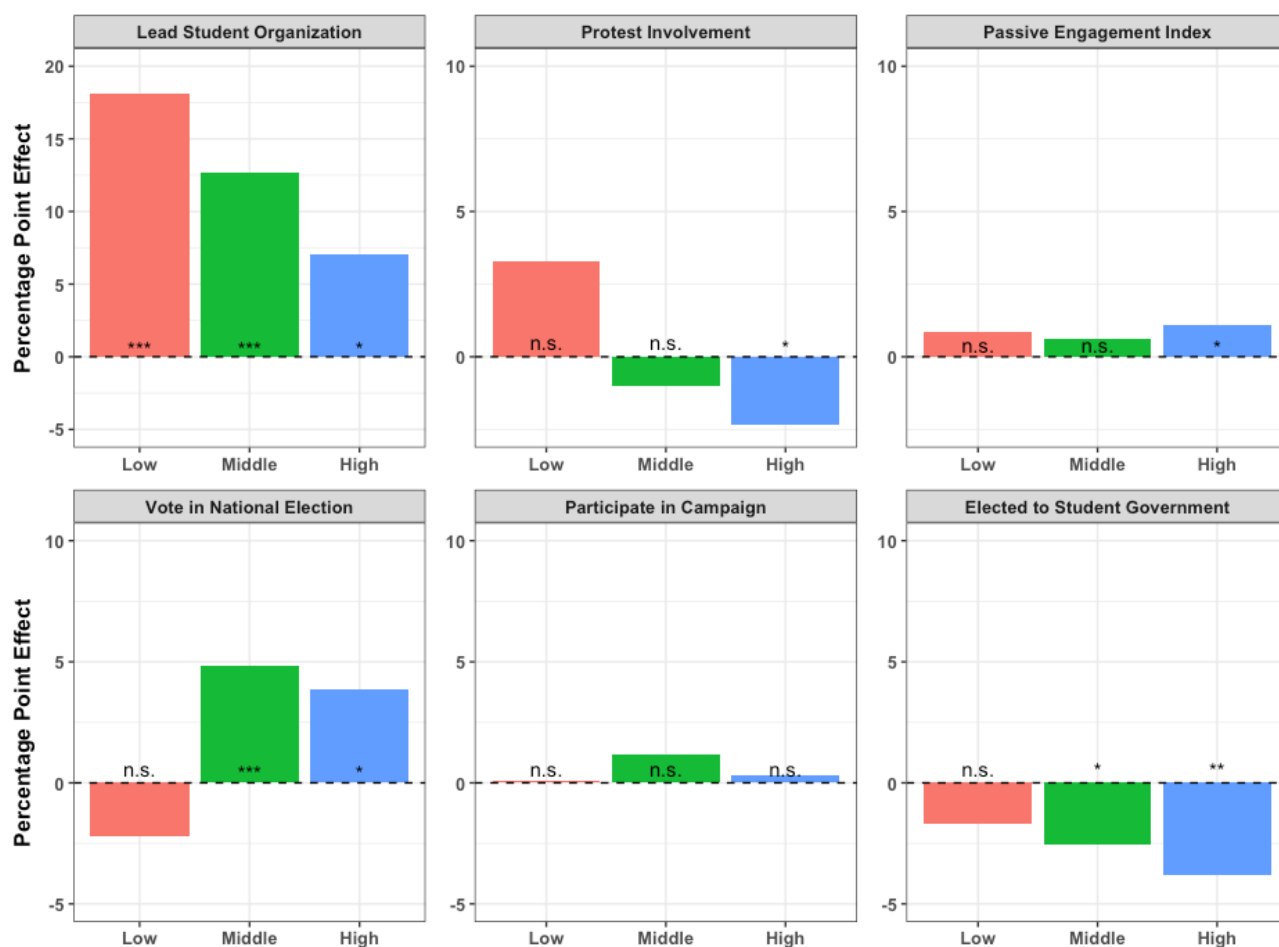 Lead Student Organization
Protest Involvement
Passive Engagement Index
Percentage Point Effect
20
15
10
5
0
-5
***
***
*
Low
Middle
High
10
5
0
n.s.
n.s.
*
Low
Middle
High
10
5
0
n.s.
n.s.
*
Low
Middle
High
Vote in National Election
Participate in Campaign
Elected to Student Government
Percentage Point Effect
10
5
0
-5
n.s.
***
*
Low
Middle
High
10
5
0
-5
n.s.
n.s.
n.s.
Low
Middle
High
10
5
0
-5
n.s.
*
**
Low
Middle
High